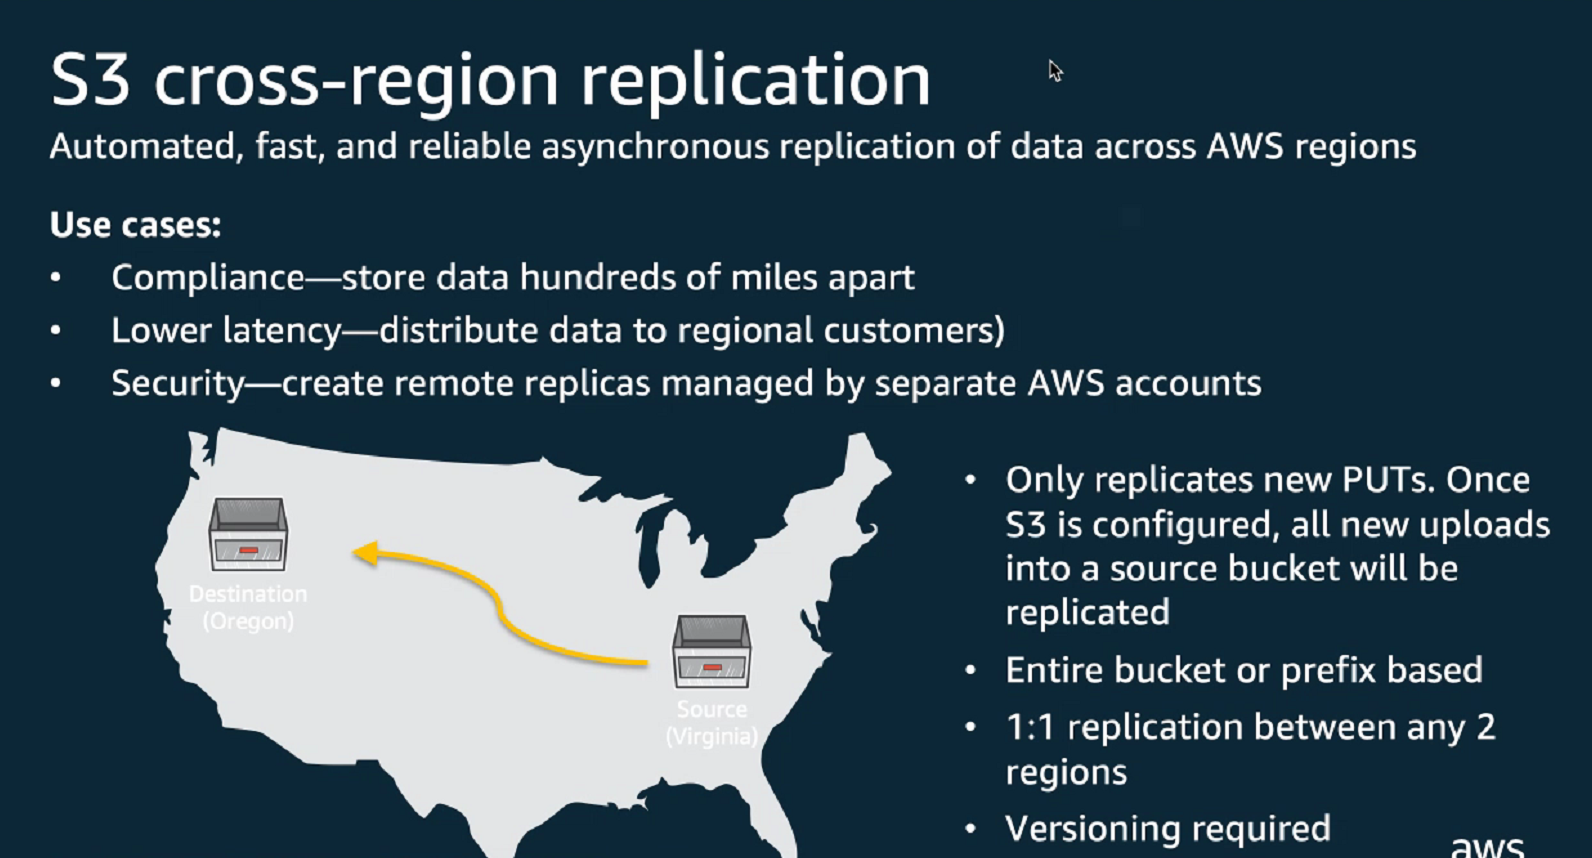 S3 cross-region replication
Automated, fast, and reliable asynchronous replication of data across AWS regions
Use cases:
• Compliance—store data hundreds of miles apart
• Lower latency—distribute data to regional customers)
• Security—create remote replicas managed by separate AWS accounts
Destination
(Oregon)
Source
(Virginia)
• Only replicates new PUTs. Once
S3 is configured, all new uploads
into a source bucket will be
replicated
• Entire bucket or prefix based
• 1:1 replication between any 2
regions
• Versioning required
aws